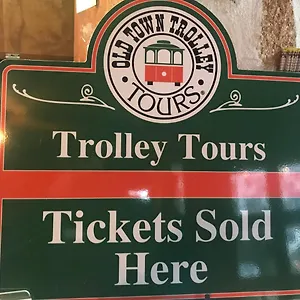 OLD TOWN TROLLEY
TOURS®
Trolley Tours
Tickets Sold
Here